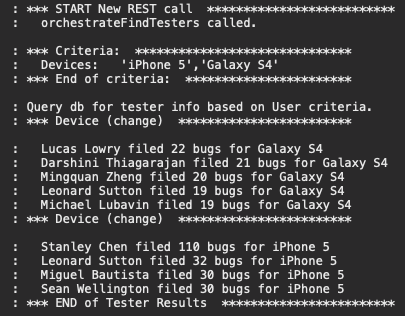 : *** START New REST call  **************************
:   orchestrateFindTesters called.
: *** Criteria:  ******************************
:   Devices:   'iPhone 5','Galaxy S4'
: *** End of criteria:  ***********************
: Query db for tester info based on User criteria.
: *** Device (change)  ************************
:   Lucas Lowry filed 22 bugs for Galaxy S4
:   Darshini Thiagarajan filed 21 bugs for Galaxy S4
:   Mingquan Zheng filed 20 bugs for Galaxy S4
:   Leonard Sutton filed 19 bugs for Galaxy S4
:   Michael Lubavin filed 19 bugs for Galaxy S4
: *** Device (change)  ************************
:   Stanley Chen filed 110 bugs for iPhone 5
:   Leonard Sutton filed 32 bugs for iPhone 5
:   Miguel Bautista filed 30 bugs for iPhone 5
:   Sean Wellington filed 30 bugs for iPhone 5
: *** END of Tester Results  ************************